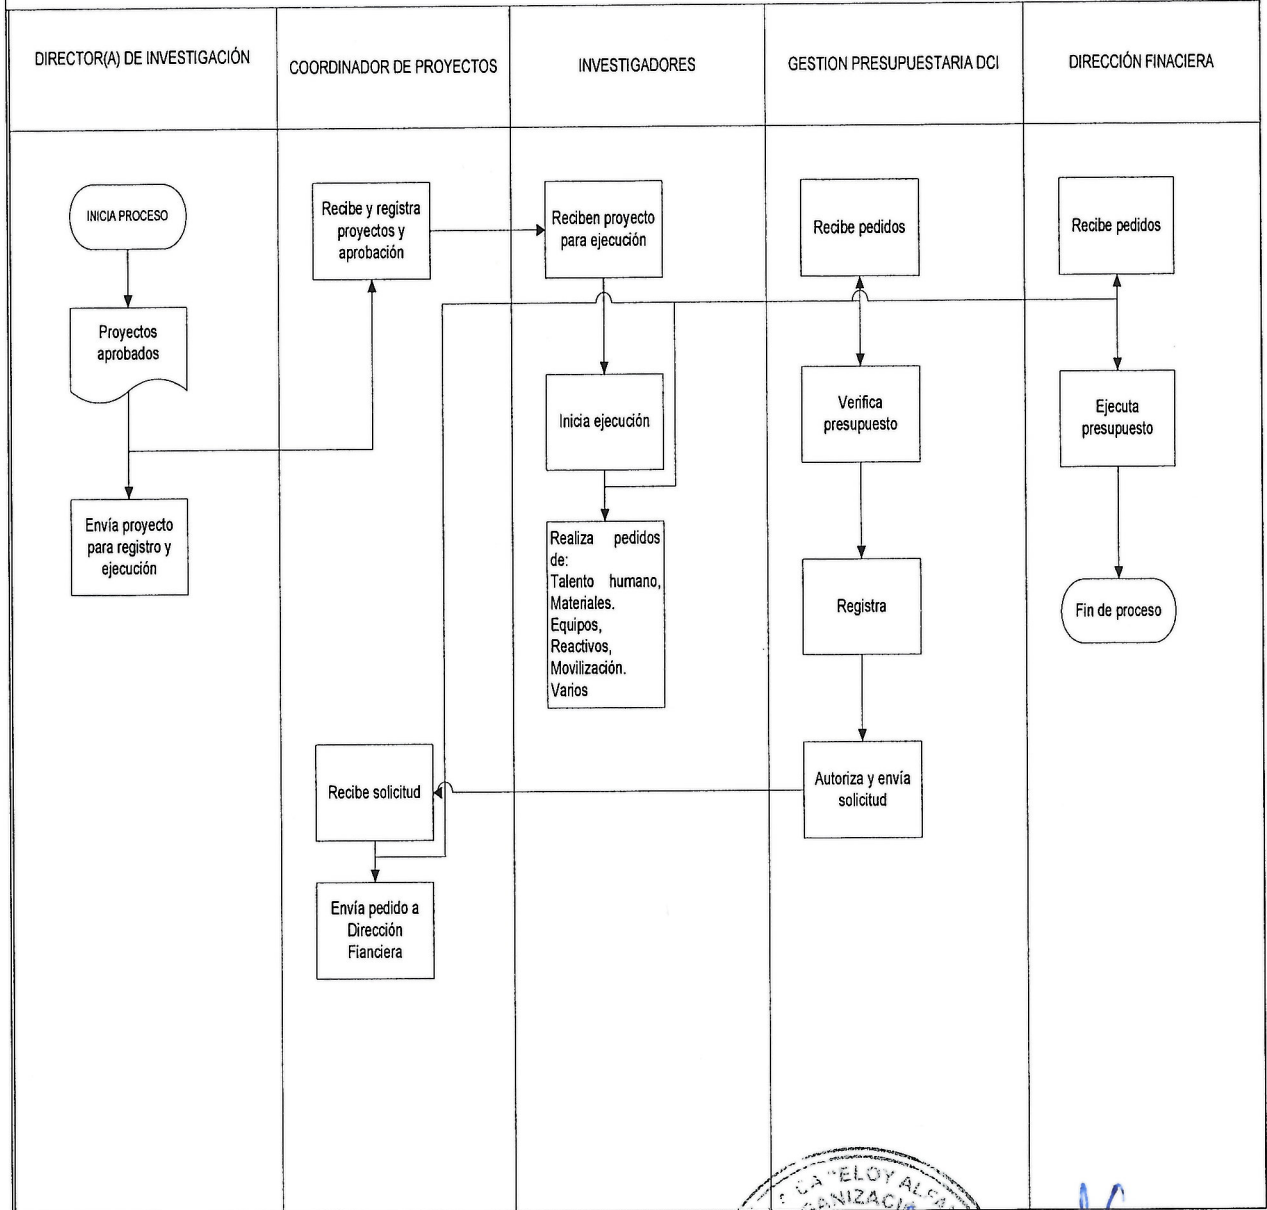 DIRECTOR(A) DE INVESTIGACIÓN
COORDINADOR DE PROYECTOS
INVESTIGADORES
GESTION PRESUPUESTARIA DCI
DIRECCIÓN FINACIERA
INICIA PROCESO
Proyectos
aprobados
Envía proyecto
para registro y
ejecución
Recibe y registra
proyectos y
aprobación
Recibe solicitud
Envía pedido a
Dirección
Fianciera
Reciben proyecto
para ejecución
Inicia ejecución
Realiza pedidos
de:
Talento humano,
Materiales.
Equipos,
Reactivos,
Movilización.
Varios
Recibe pedidos
Verifica
presupuesto
Registra
Autoriza y envía
solicitud
Recibe pedidos
Ejecuta
presupuesto
Fin de proceso
"ELOY